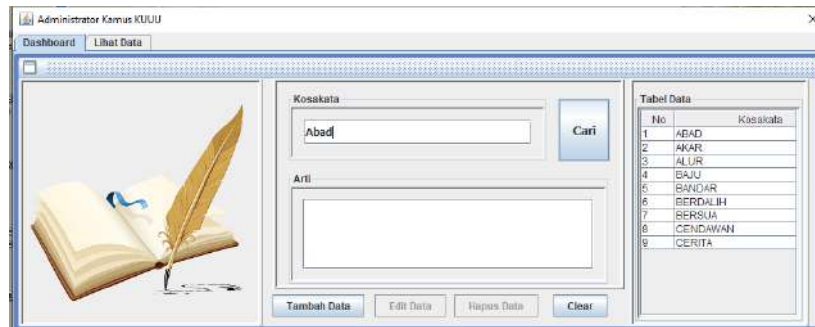 Administrator Kamus KUUU
Dashboard Lihat Data
Kosakata
Abad
Cari
Arti
Tambah Data Edit Data Hapus Data Clear
Tabel Data
No Kosakata
1 ABAD
2 AKAR
3 ALUR
4 BAJU
5 BANDAR
6 BERDALIH
7 BERSUA
8 CENDAWAN
9 CERITA